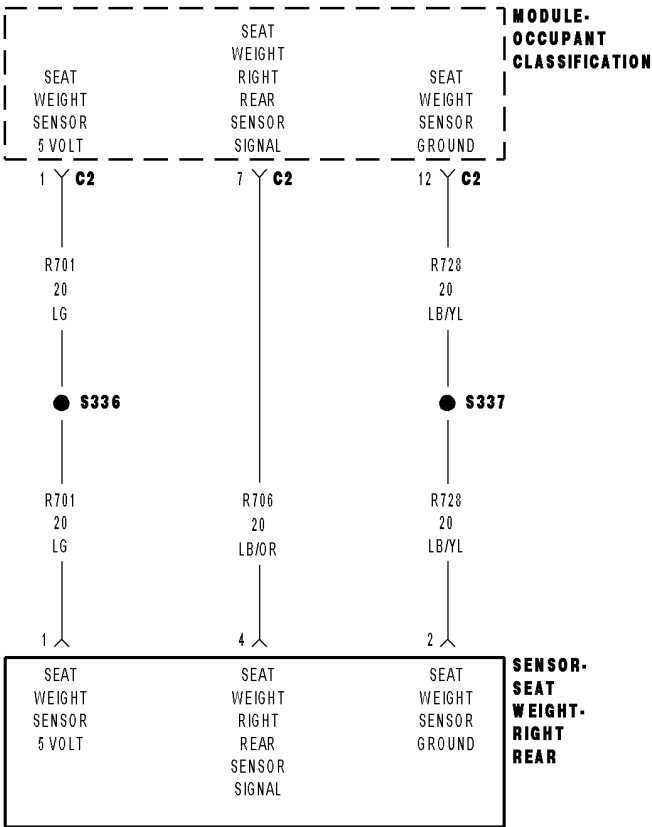 MODULE-
OCCUPANT
CLASSIFICATION
SEAT
WEIGHT
SENSOR
5 VOLT
SEAT
WEIGHT
RIGHT
REAR
SENSOR
SIGNAL
SEAT
WEIGHT
SENSOR
GROUND
1 C2
7 C2
12 C2
R701
20
LG
R728
20
LB/YL
S336
S337
R701
20
LG
R706
20
LB/OR
R728
20
LB/YL
1
4
2
SEAT
WEIGHT
SENSOR
5 VOLT
SEAT
WEIGHT
RIGHT
REAR
SENSOR
SIGNAL
SEAT
WEIGHT
SENSOR
GROUND
SENSOR-
SEAT
WEIGHT-
RIGHT
REAR